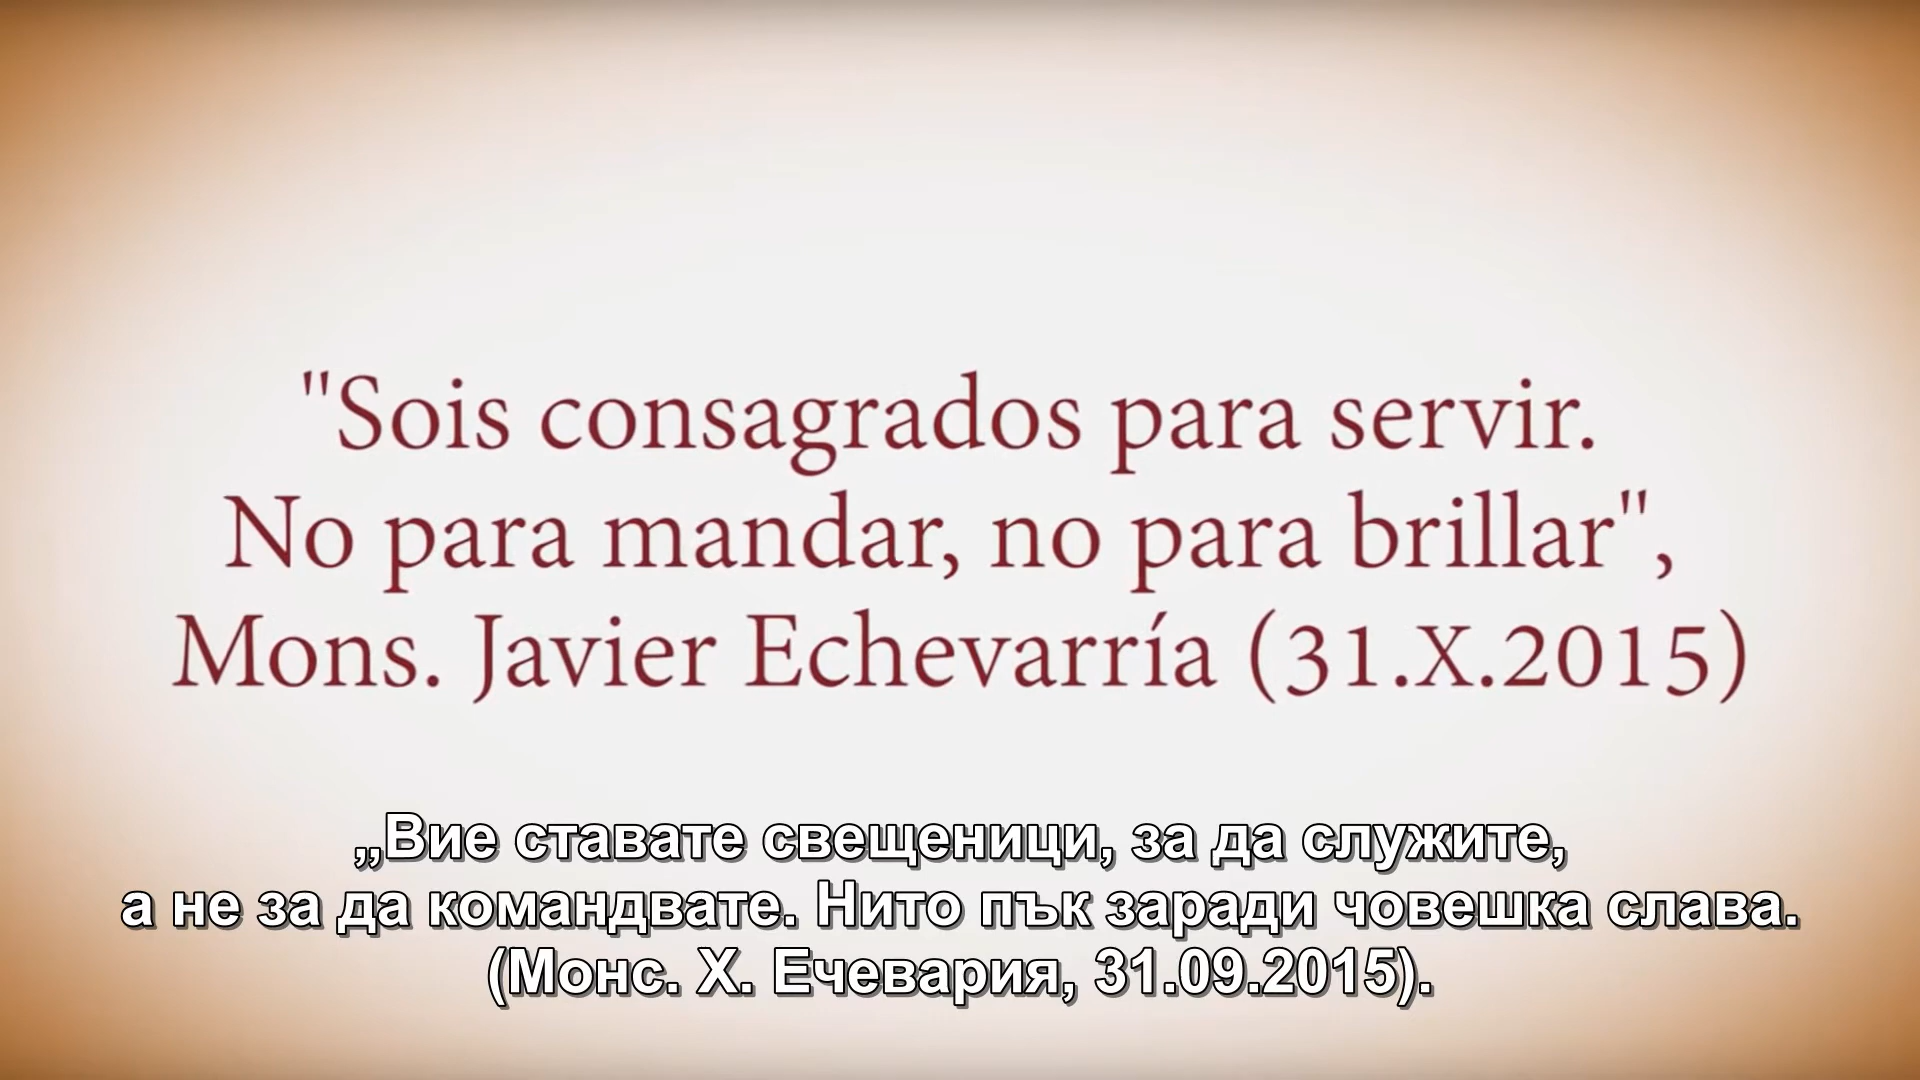 "Sois consagrados para servir.
No para mandar, no para brillar",
Mons. Javier Echevarría (31.X.2015)
„Вие ставате свещеници, за да служите,
а не за да командвате. Нито пък заради човешка слава.
(Монс. Х. Ечевария, 31.09.2015).